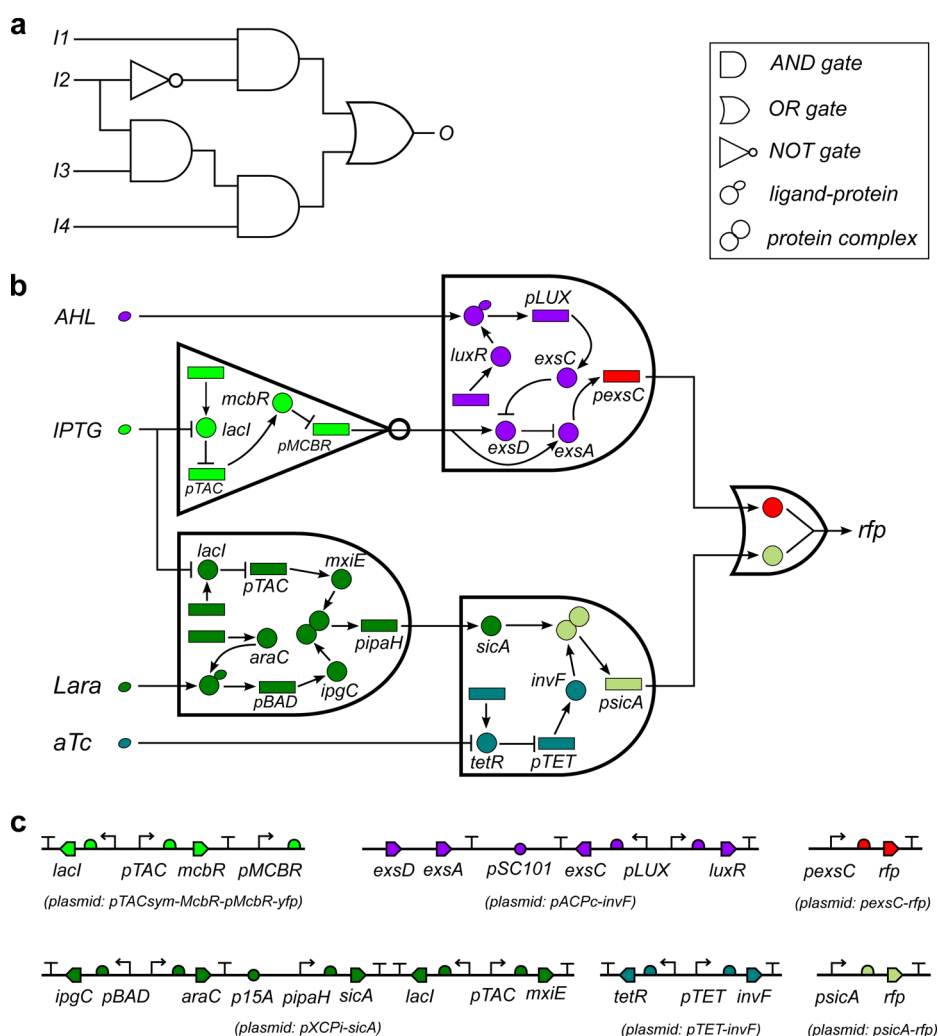 a
I1
I2
I3
I4
O
AND gate
OR gate
NOT gate
ligand-protein
protein complex
b
AHL
IPTG
Lara
aTc
mcbR
lacI
pTAC
pMCBR
pLUX
luxR
exsC
pexsC
exsD
exsA
rfp
lacI
pTAC
mxiE
araC
pipaH
pBAD
ipgC
sicA
invF
psicA
tetR
pTET
c
lacI pTAC mcbR pMCBR
(plasmid: pTACsym-McbR-pMcbR-yfp)
exsD exsA pSC101 exsC pLUX luxR
(plasmid: pACPc-invF)
pexsC rfp
(plasmid: pexsC-rfp)
ipgC pBAD araC p15A pipaH sicA lacI pTAC mxiE
(plasmid: pXCPi-sicA)
tetR pTET invF
(plasmid: pTET-invF)
psicA rfp
(plasmid: psicA-rfp)